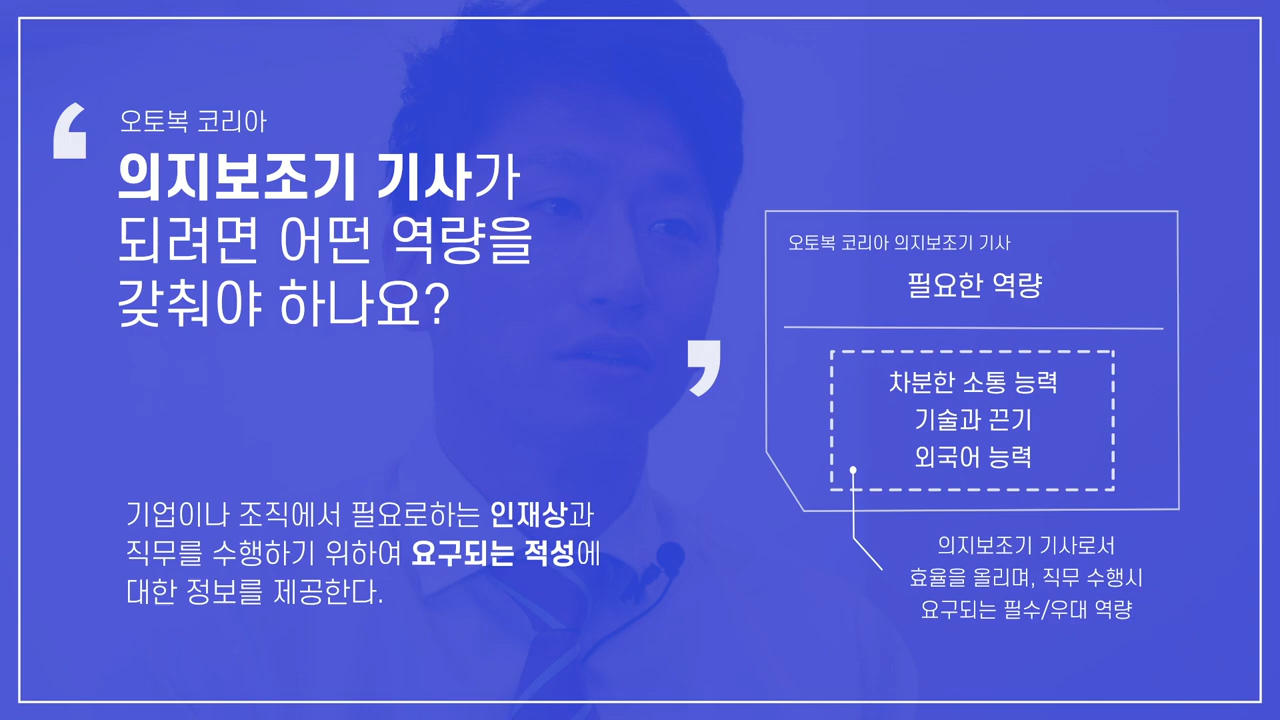 오토복 코리아
의지보조기 기사가
되려면 어떤 역량을
갖춰야 하나요?
기업이나 조직에서 필요로하는 인재상과
직무를 수행하기 위하여 요구되는 적성에
대한 정보를 제공한다.
오토복 코리아 의지보조기 기사
필요한 역량
차분한 소통 능력
기술과 끈기
외국어 능력
의지보조기 기사로서
효율을 올리며, 직무 수행시
요구되는 필수/우대 역량